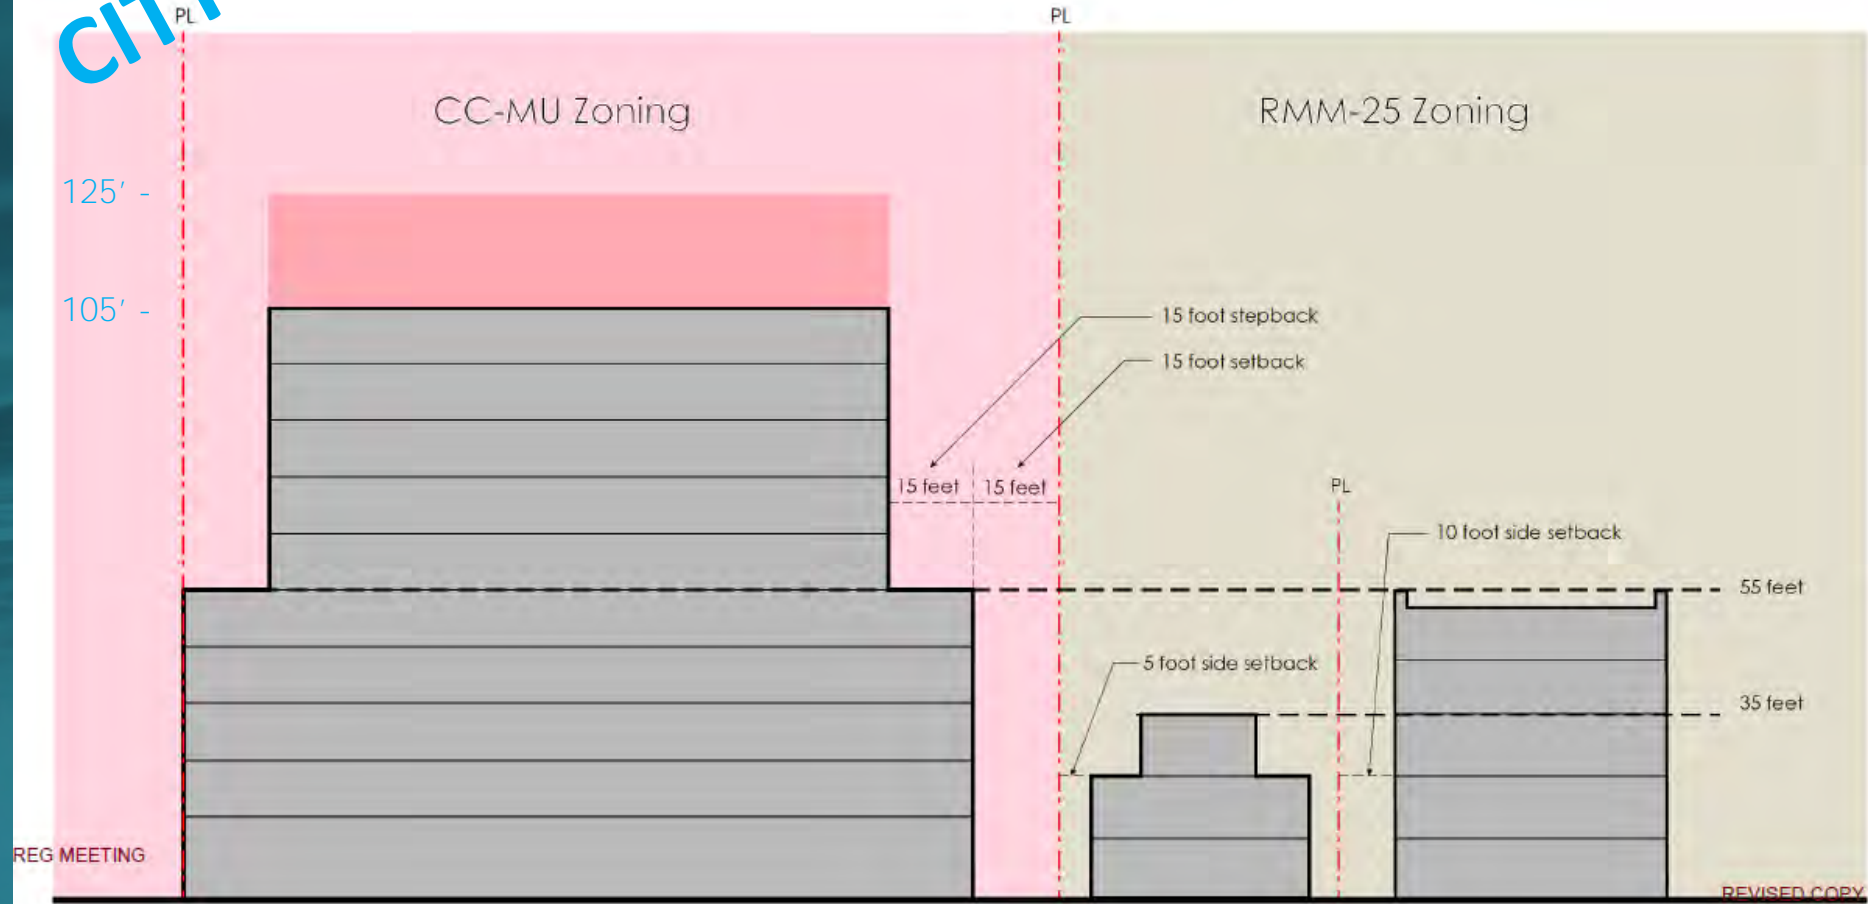 PL
PL
CC-MU Zoning
RMM-25 Zoning
125' -
105' -
15 foot stepback
15 foot setback
15 feet
15 feet
PL
10 foot side setback
55 feet
5 foot side setback
35 feet
REG MEETING
REVISED COPY